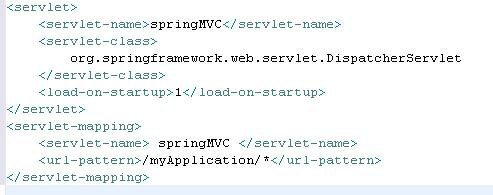 <servlet>
    <servlet-name>springMVC</servlet-name>
    <servlet-class>
        org.springframework.web.servlet.DispatcherServlet
    </servlet-class>
    <load-on-startup>1</load-on-startup>
</servlet>
<servlet-mapping>
    <servlet-name> springMVC </servlet-name>
    <url-pattern>/myApplication/*</url-pattern>
</servlet-mapping>